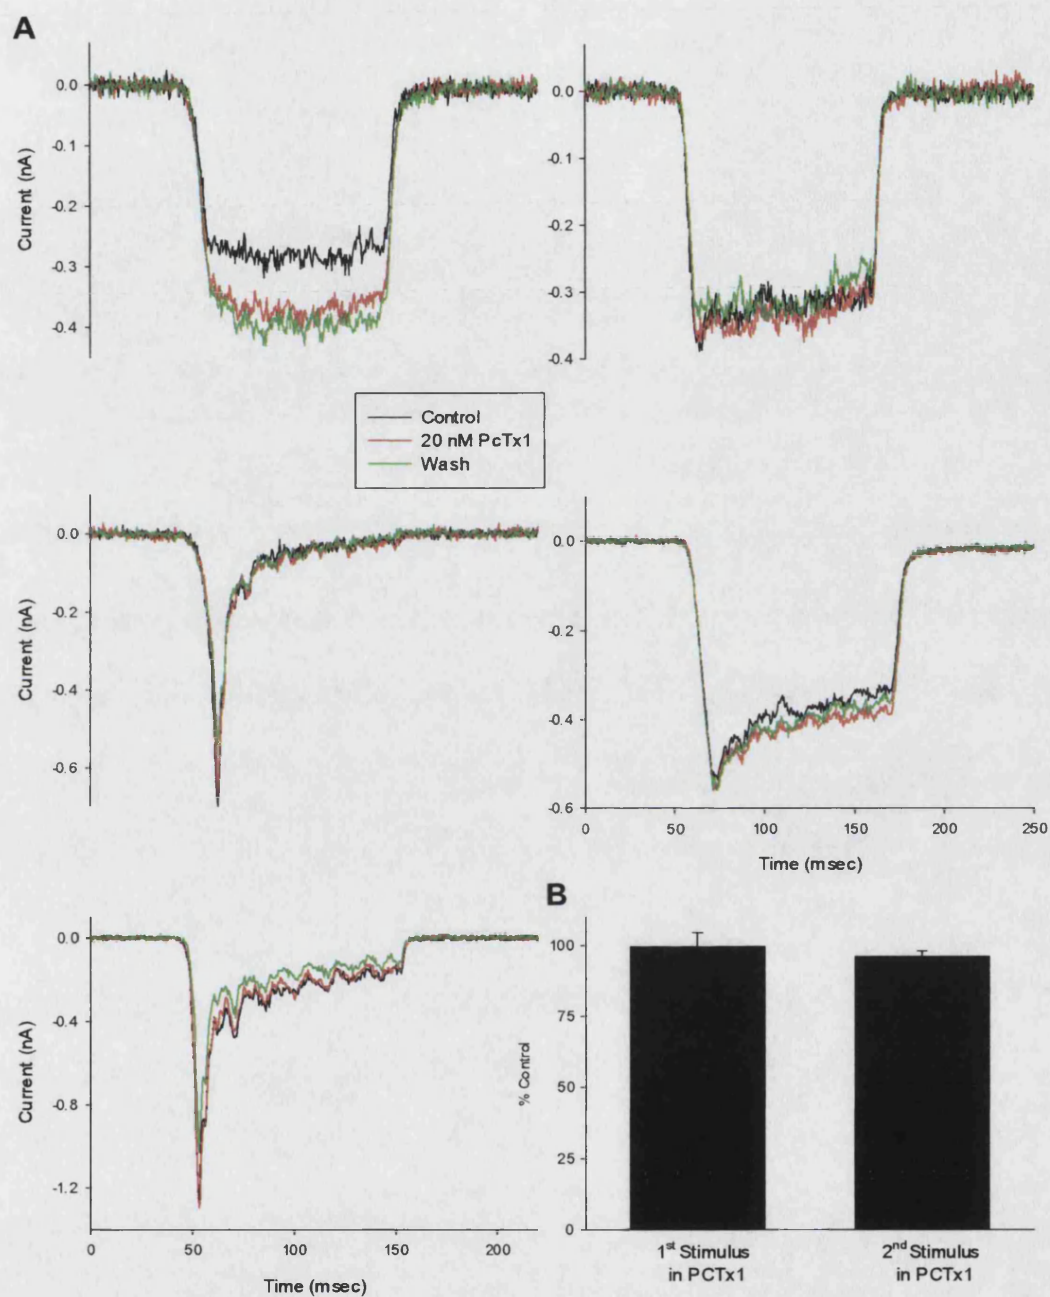 A
0.0
-0.1
-0.2
-0.3
-0.4
Current (nA)
0.0
-0.1
-0.2
-0.3
-0.4
Control
20 nM PcTx1
Wash
0.0
-0.2
-0.4
-0.6
Current (nA)
0.0
-0.2
-0.4
-0.6
0 50 100 150 200 250
Time (msec)
0.0
-0.4
-0.8
-1.2
Current (nA)
0 50 100 150 200
Time (msec)
B
100
75
50
25
0
% Control
1st Stimulus
in PCTx1
2nd Stimulus
in PCTx1